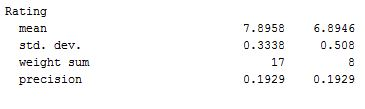 Rating
mean 7.8958 6.8946
std. dev. 0.3338 0.508
weight sum 17 8
precision 0.1929 0.1929